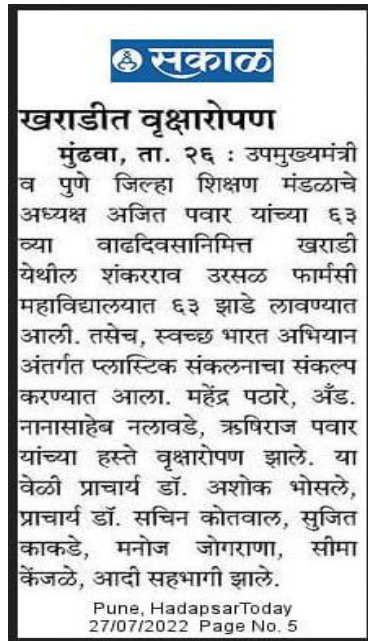 सकाळ
खराडीत वृक्षारोपण
मुंढवा, ता. २६ : उपमुख्यमंत्री
व पुणे जिल्हा शिक्षण मंडळाचे
अध्यक्ष अजित पवार यांच्या ६३
व्या वाढदिवसानिमित्त खराडी
येथील शंकरराव उरसळ फार्मसी
महाविद्यालयात ६३ झाडे लावण्यात
आली. तसेच, स्वच्छ भारत अभियान
अंतर्गत प्लास्टिक संकलनाचा संकल्प
करण्यात आला. महेंद्र पठारे, ॲड.
नानासाहेब नलावडे, ऋषिराज पवार
यांच्या हस्ते वृक्षारोपण झाले. या
वेळी प्राचार्य डॉ. अशोक भोसले,
प्राचार्य डॉ. सचिन कोतवाल, सुजित
काकडे, मनोज जोगराणा, सीमा
केंजळे, आदी सहभागी झाले.
Pune, HadapsarToday
27/07/2022 Page No. 5